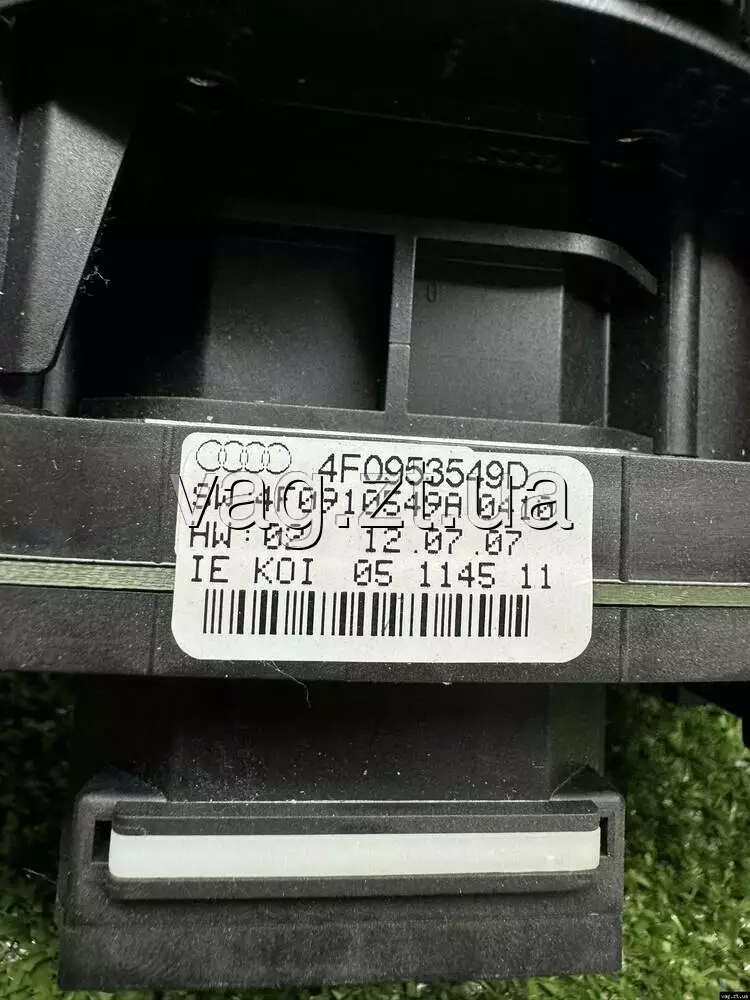 4F0953549D
SW:4F0910549A 0410
HW:02 12.07.07
IE KOI 05 1145 11
vag.zt.ua
vag.zt.ua